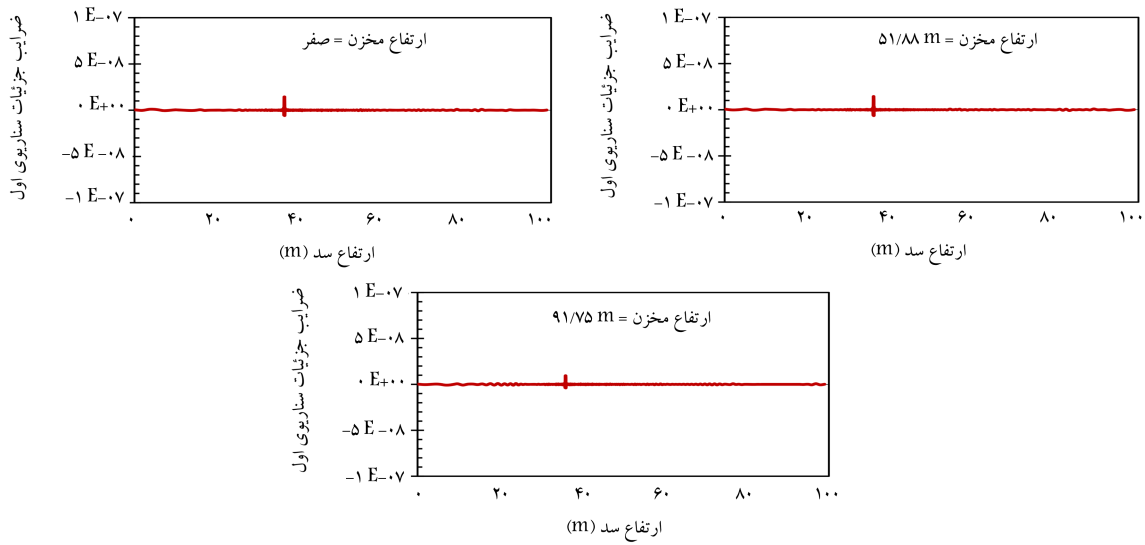 ضرایب جزئیات سناریوی اول
۱ E−۰۷
۵ E−۰۸
۰ E+۰۰
−۵ E −۰۸
−۱ E−۰۷
ارتفاع مخزن = صفر
۰ ۲۰ ۴۰ ۶۰ ۸۰ ۱۰۰
ارتفاع سد (m)
ضرایب جزئیات سناریوی اول
۱ E−۰۷
۵ E−۰۸
۰ E+۰۰
−۵ E −۰۸
−۱ E−۰۷
ارتفاع مخزن = ۵۱/۸۸ m
۰ ۲۰ ۴۰ ۶۰ ۸۰ ۱۰۰
ارتفاع سد (m)
ضرایب جزئیات سناریوی اول
۱ E−۰۷
۵ E−۰۸
۰ E+۰۰
−۵ E −۰۸
−۱ E−۰۷
ارتفاع مخزن = ۹۱/۷۵ m
۰ ۲۰ ۴۰ ۶۰ ۸۰ ۱۰۰
ارتفاع سد (m)